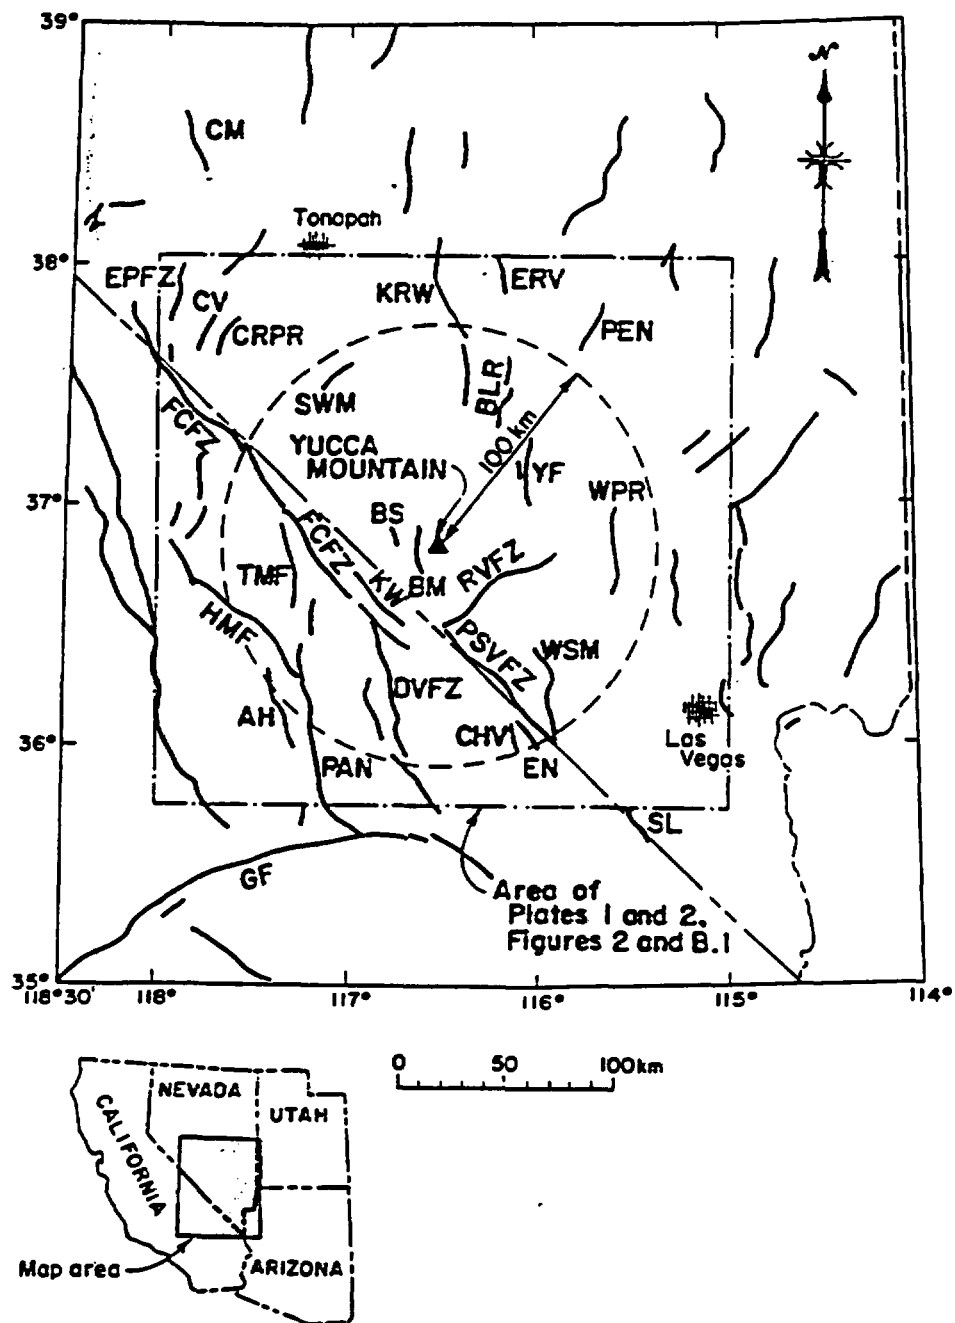 39°
N
CM
Tonapah
38°
EPFZ
CV
KRW
ERV
CRPR
PEN
BLR
SWM
FCFZ
100 km
YUCCA
MOUNTAIN
YF
WPR
37°
BS
FCFZ
TMF
KW
BM
RVFZ
HMF
PSVFZ
WSM
DVFZ
AH
CHV
Las
Vegas
36°
PAN
EN
SL
GF
Area of
Plates 1 and 2,
Figures 2 and B.1
35°
118°30'
118°
117°
116°
115°
114°
0
50
100 km
NEVADA
UTAH
CALIFORNIA
Map area
ARIZONA